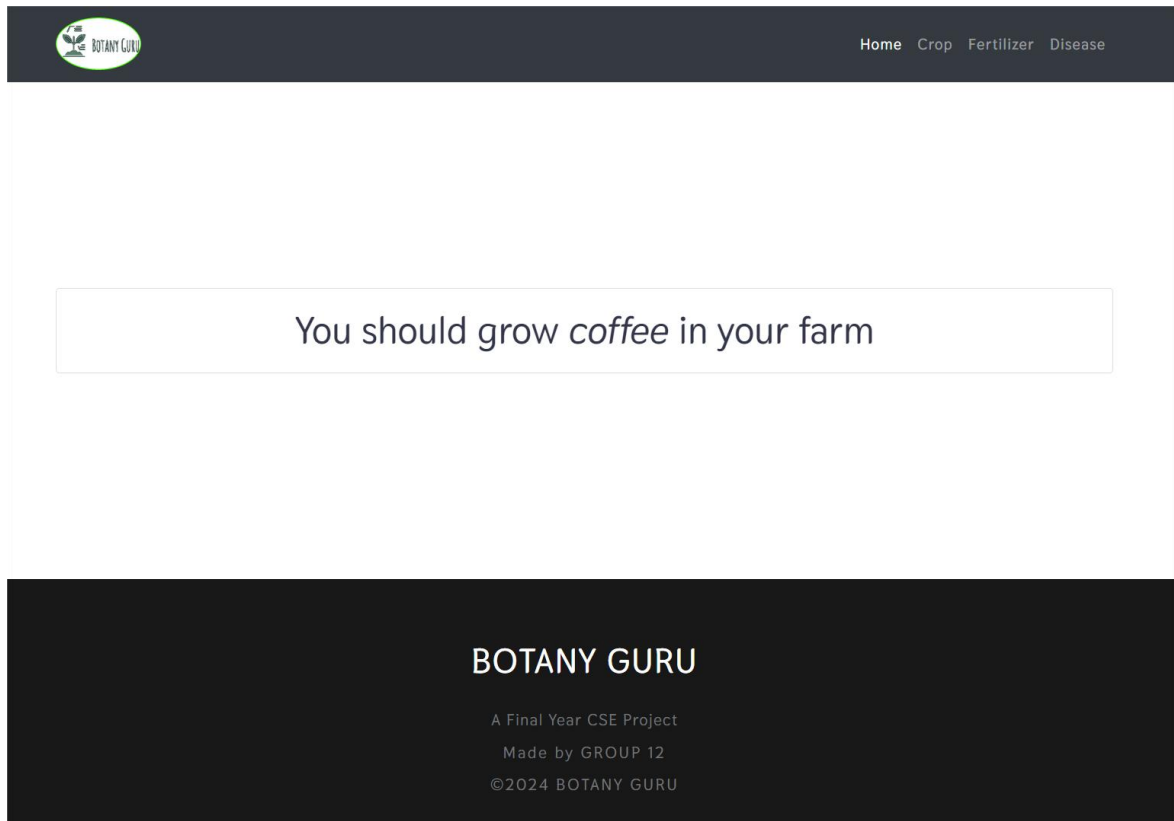 BOTANY GURU
Home Crop Fertilizer Disease
You should grow coffee in your farm
BOTANY GURU
A Final Year CSE Project
Made by GROUP 12
©2024 BOTANY GURU